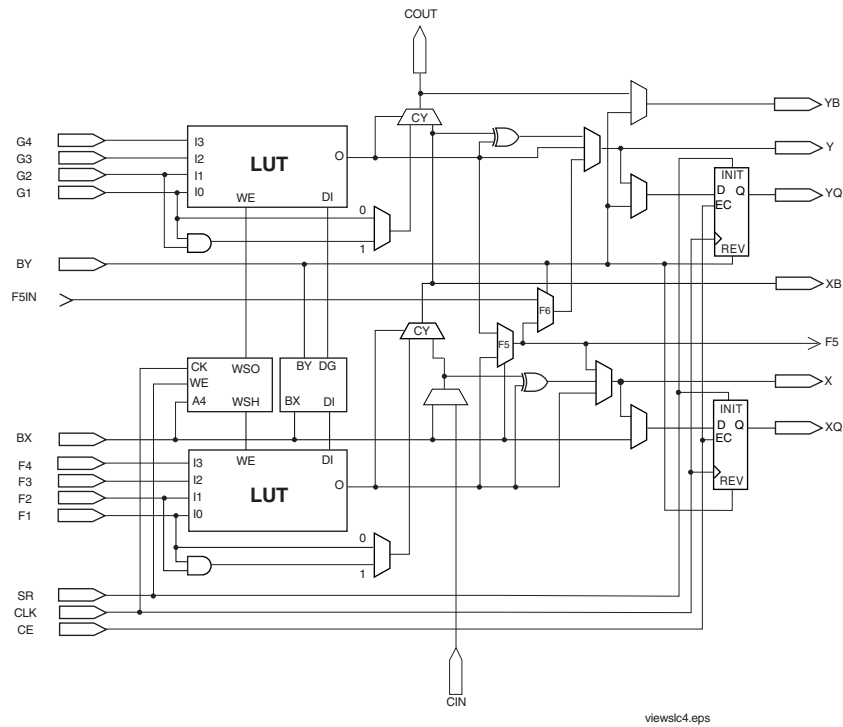 COUT
CY
YB
G4
G3
G2
G1
I3
I2
I1
I0
LUT
O
WE
DI
0
1
Y
INIT
D Q
EC
REV
YQ
BY
XB
F5IN
F6
CY
F5
F5
CK
WE
A4
WSO
WSH
BY DG
BX DI
X
INIT
D Q
EC
REV
XQ
BX
F4
F3
F2
F1
I3
I2
I1
I0
WE
DI
LUT
O
0
1
SR
CLK
CE
CIN
viewslc4.eps